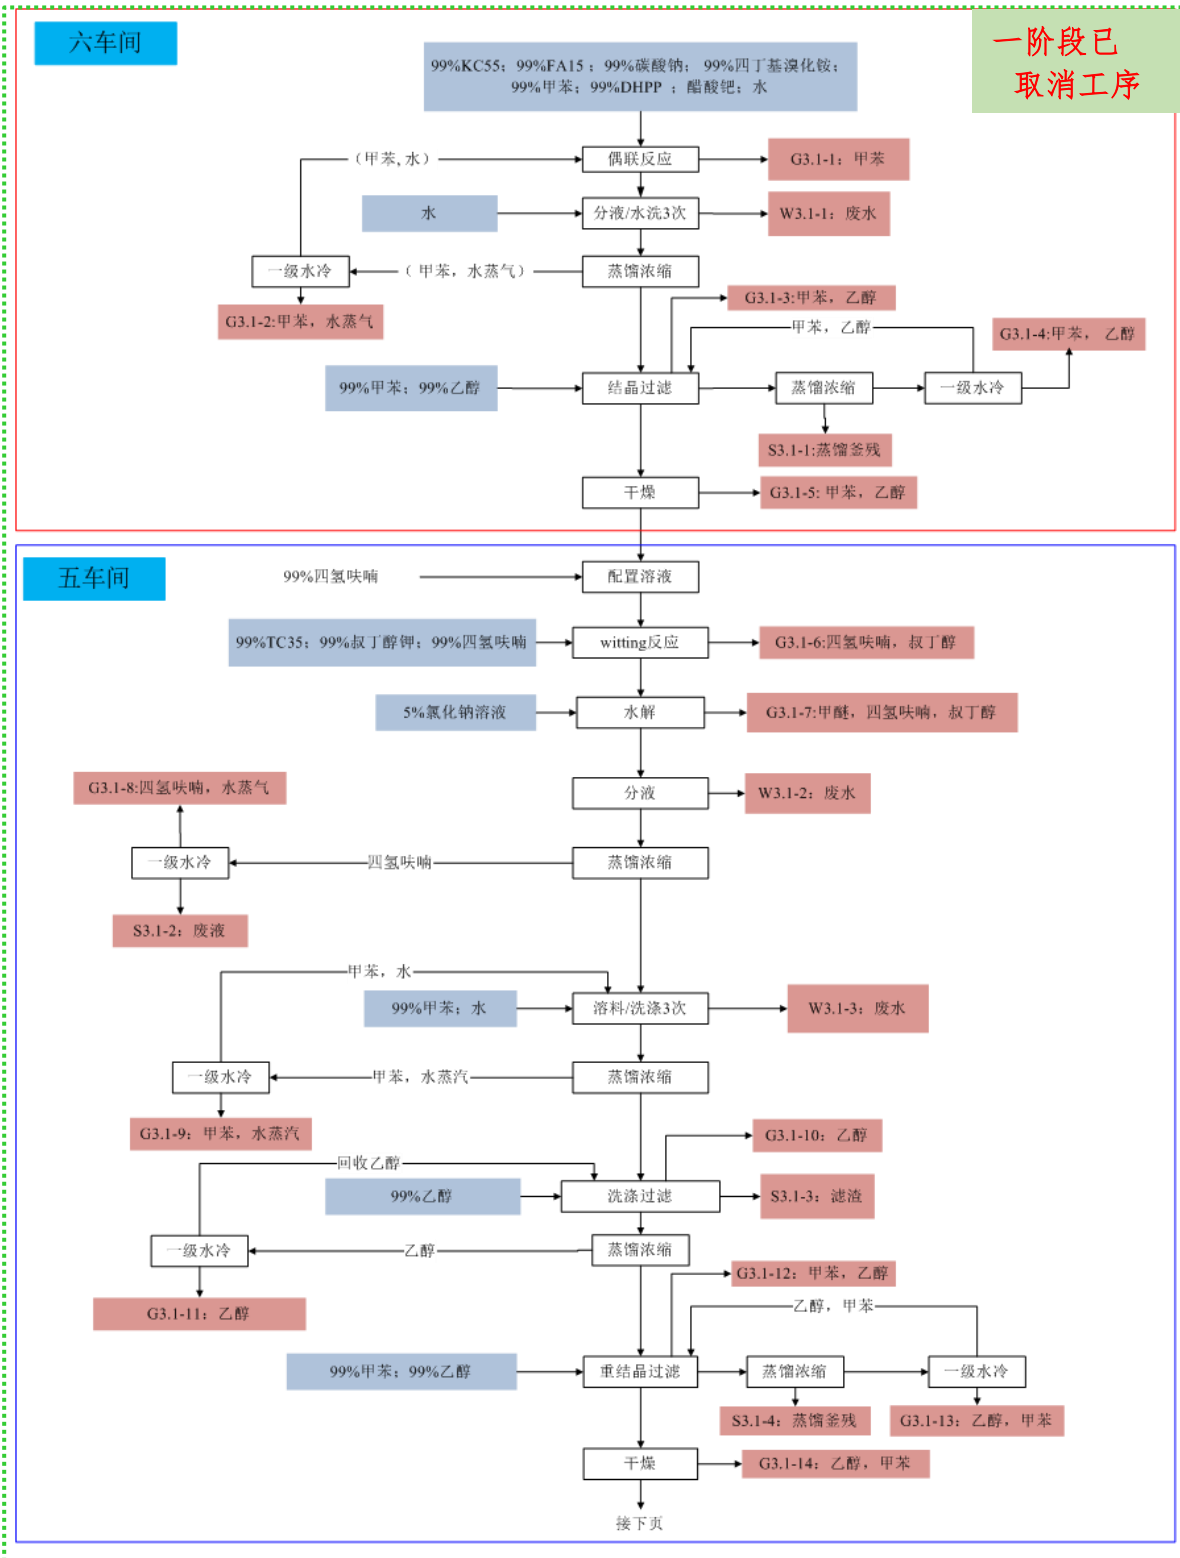 六车间
一阶段已
取消工序
99%KC55；99%FA15；99%碳酸钠； 99%四丁基溴化铵；
99%甲苯；99%DHPP ；醋酸钯；水
（甲苯,水）
偶联反应
G3.1-1：甲苯
水
分液/水洗3次
W3.1-1：废水
一级水冷
（ 甲苯，水蒸气）
蒸馏浓缩
G3.1-3:甲苯，乙醇
G3.1-2:甲苯，水蒸气
甲苯，乙醇
G3.1-4:甲苯， 乙醇
99%甲苯；99%乙醇
结晶过滤
蒸馏浓缩
一级水冷
S3.1-1:蒸馏釜残
干燥
G3.1-5: 甲苯，乙醇
五车间
99%四氢呋喃
配置溶液
99%TC35；99%叔丁醇钾；99%四氢呋喃
witting反应
G3.1-6:四氢呋喃，叔丁醇
5%氯化钠溶液
水解
G3.1-7:甲醚，四氢呋喃，叔丁醇
G3.1-8:四氢呋喃，水蒸气
分液
W3.1-2：废水
一级水冷
四氢呋喃
蒸馏浓缩
S3.1-2：废液
甲苯，水
99%甲苯；水
溶料/洗涤3次
W3.1-3：废水
一级水冷
甲苯，水蒸汽
蒸馏浓缩
G3.1-9：甲苯，水蒸汽
G3.1-10：乙醇
回收乙醇
99%乙醇
洗涤过滤
S3.1-3：滤渣
一级水冷
乙醇
蒸馏浓缩
G3.1-12：甲苯，乙醇
G3.1-11：乙醇
乙醇，甲苯
99%甲苯；99%乙醇
重结晶过滤
蒸馏浓缩
一级水冷
S3.1-4：蒸馏釜残
G3.1-13：乙醇，甲苯
干燥
G3.1-14：乙醇，甲苯
接下页